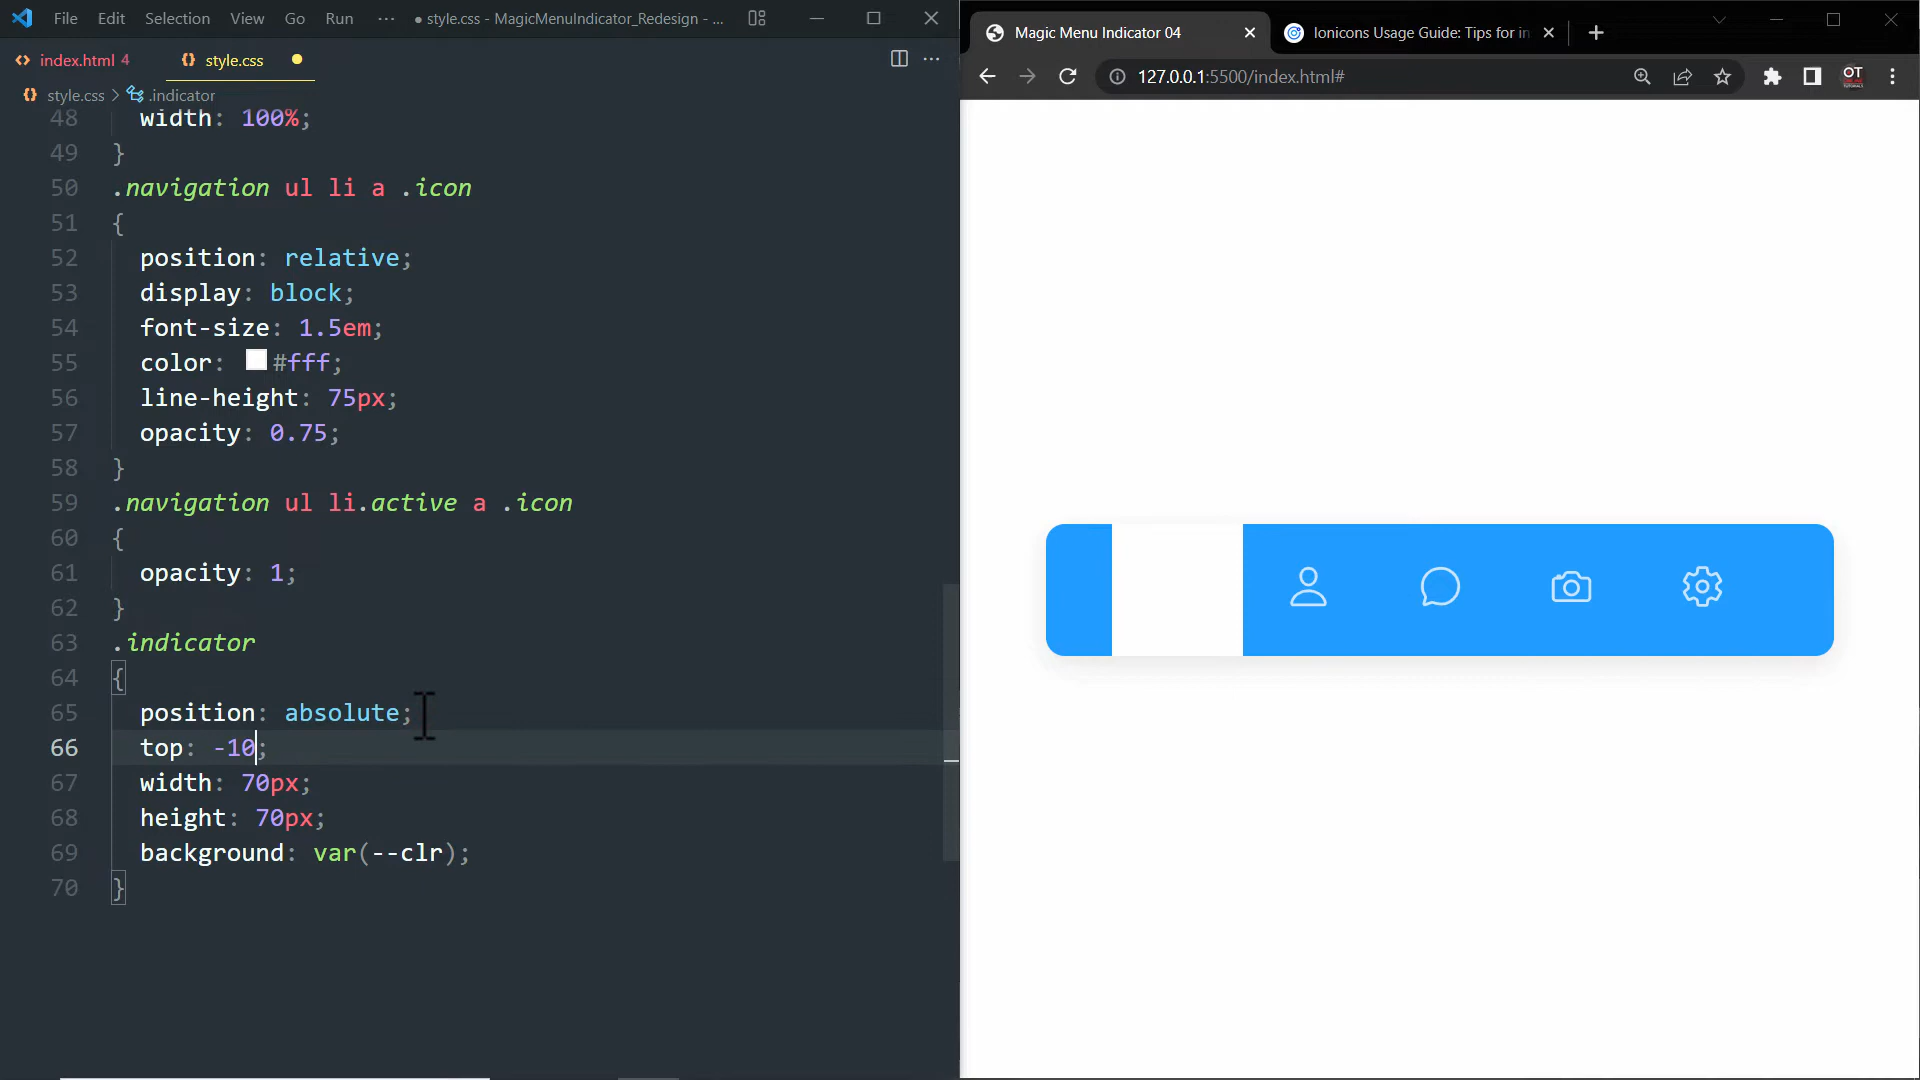 File Edit Selection View Go Run ··· ● style.css - MagicMenuIndicator_Redesign - ...
index.html 4 style.css
style.css > .indicator
48 width: 100%;
49 }
50 .navigation ul li a .icon
51 {
52 position: relative;
53 display: block;
54 font-size: 1.5em;
55 color: #fff;
56 line-height: 75px;
57 opacity: 0.75;
58 }
59 .navigation ul li.active a .icon
60 {
61 opacity: 1;
62 }
63 .indicator
64 {
65 position: absolute;
66 top: -10;
67 width: 70px;
68 height: 70px;
69 background: var(--clr);
70 }
Magic Menu Indicator 04 Ionicons Usage Guide: Tips for in
127.0.0.1:5500/index.html#
OT